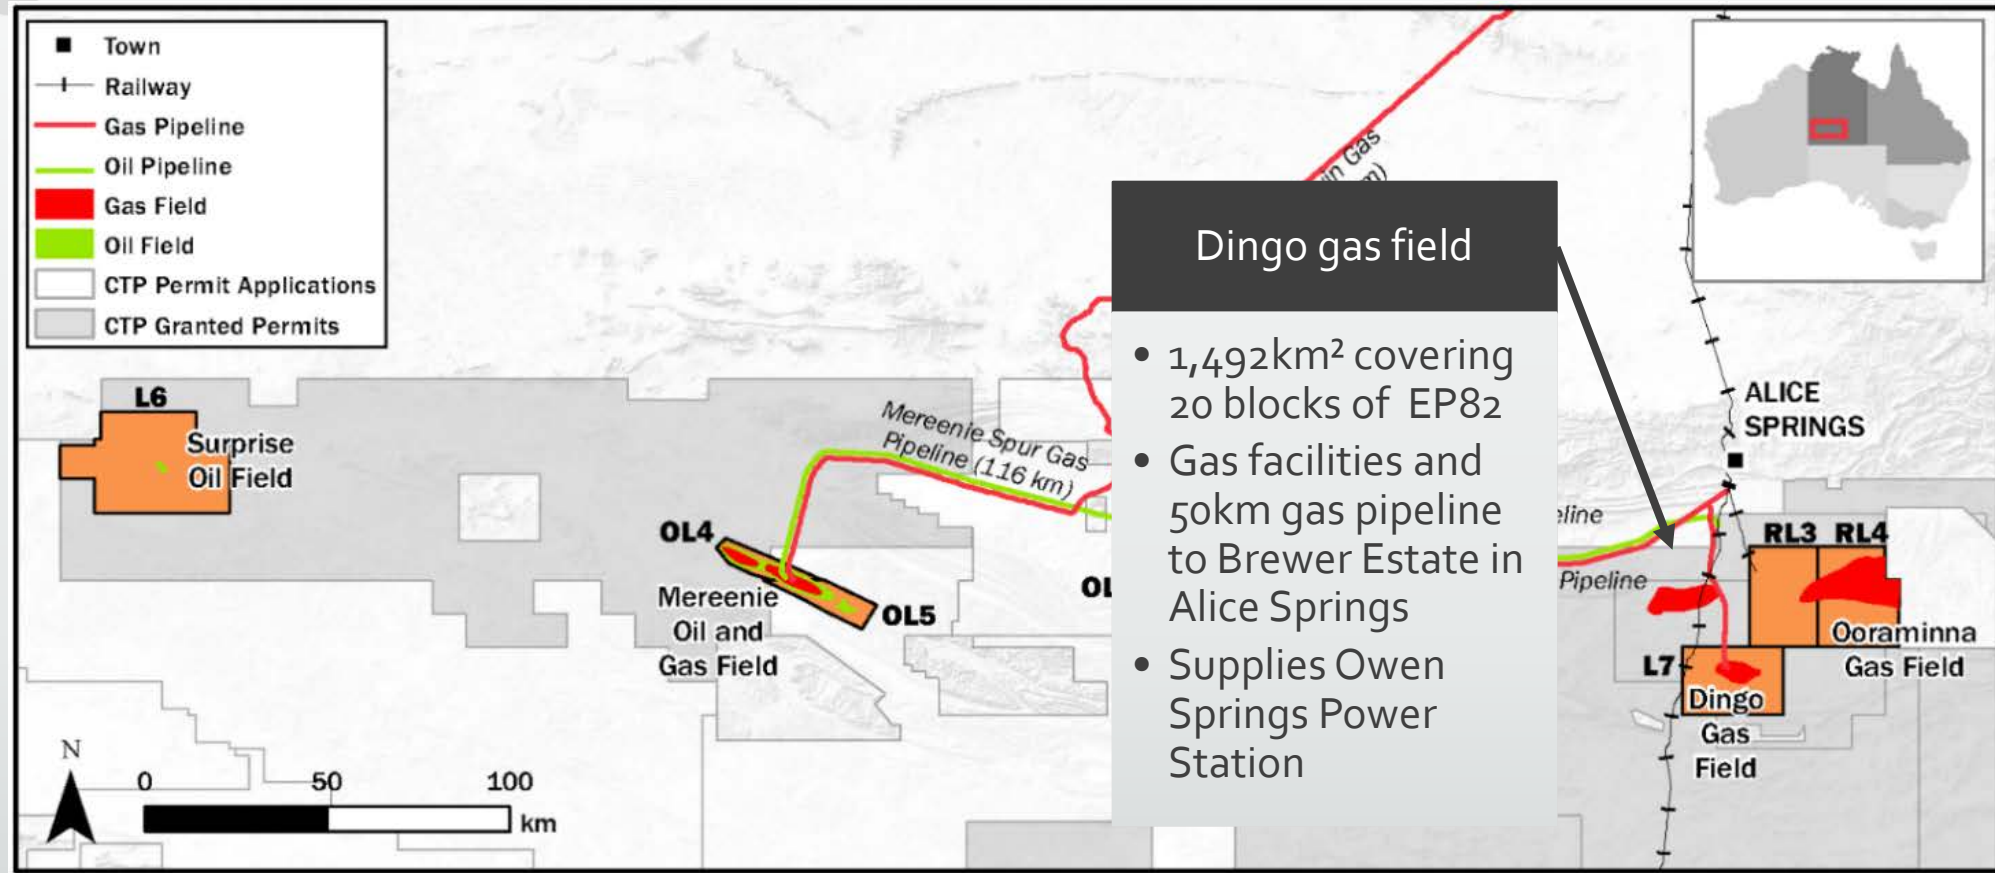 Town
Railway
Gas Pipeline
Oil Pipeline
Gas Field
Oil Field
CTP Permit Applications
CTP Granted Permits
in Gas
m)
Dingo gas field
• 1,492km² covering
20 blocks of EP82
• Gas facilities and
50km gas pipeline
to Brewer Estate in
Alice Springs
• Supplies Owen
Springs Power
Station
L6
Surprise
Oil Field
Mereenie Spur Gas
Pipeline (116 km)
OL4
OL5
Mereenie
Oil and
Gas Field
OL
eline
Pipeline
ALICE
SPRINGS
RL3 RL4
Ooraminna
Gas Field
L7
Dingo
Gas
Field
N
0 50 100
km